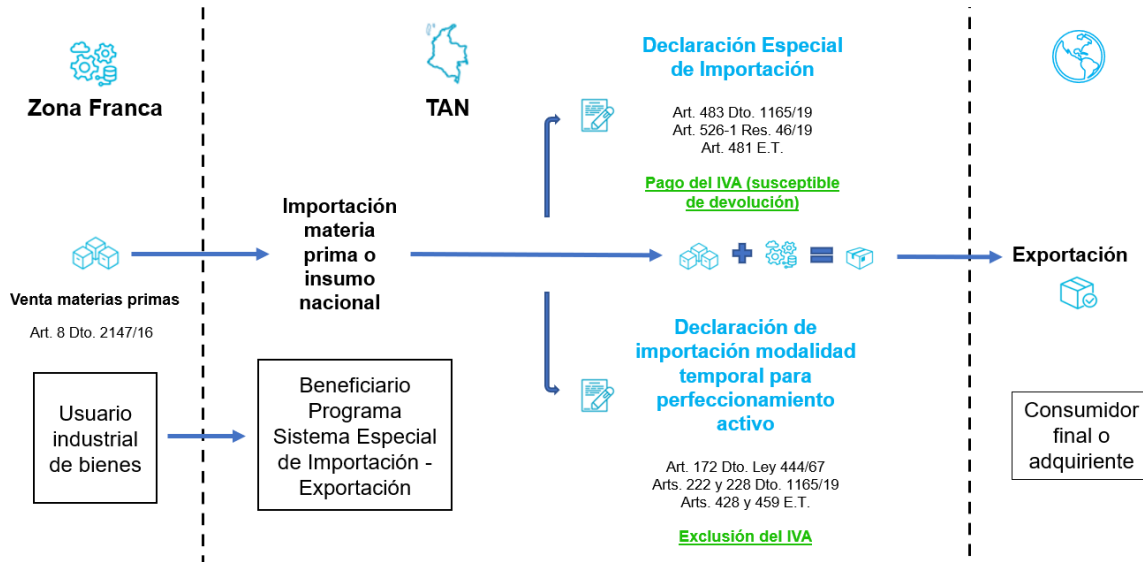 Zona Franca
Venta materias primas
Art. 8 Dto. 2147/16
Usuario
industrial
de bienes
TAN
Importación
materia
prima o
insumo
nacional
Beneficiario
Programa
Sistema Especial
de Importación -
Exportación
Declaración Especial
de Importación
Art. 483 Dto. 1165/19
Art. 526-1 Res. 46/19
Art. 481 E.T.
Pago del IVA (susceptible
de devolución)
Declaración de
importación modalidad
temporal para
perfeccionamiento
activo
Art. 172 Dto. Ley 444/67
Arts. 222 y 228 Dto. 1165/19
Arts. 428 y 459 E.T.
Exclusión del IVA
Exportación
Consumidor
final o
adquiriente